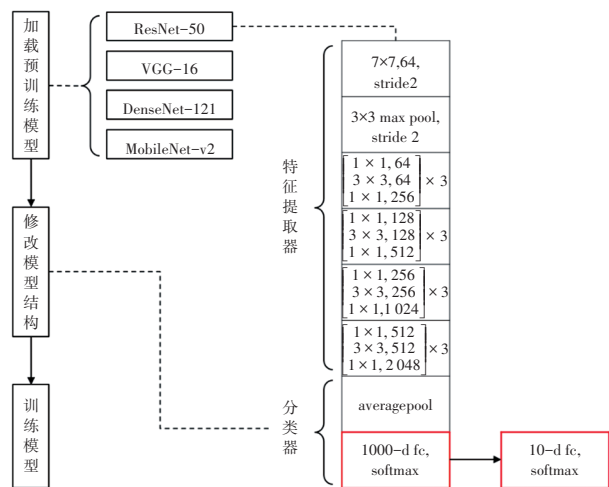 加载预训练模型
ResNet-50
VGG-16
DenseNet-121
MobileNet-v2
修改模型结构
训练模型
特征提取器
7×7,64,
stride2
3×3 max pool,
stride 2
1×1, 64
3×3, 64
1×1, 256
×3
1×1, 128
3×3, 128
1×1, 512
×3
1×1, 256
3×3, 256
1×1, 1 024
×3
1×1, 512
3×3, 512
1×1, 2 048
×3
分类器
averagepool
1000-d fc,
softmax
10-d fc,
softmax